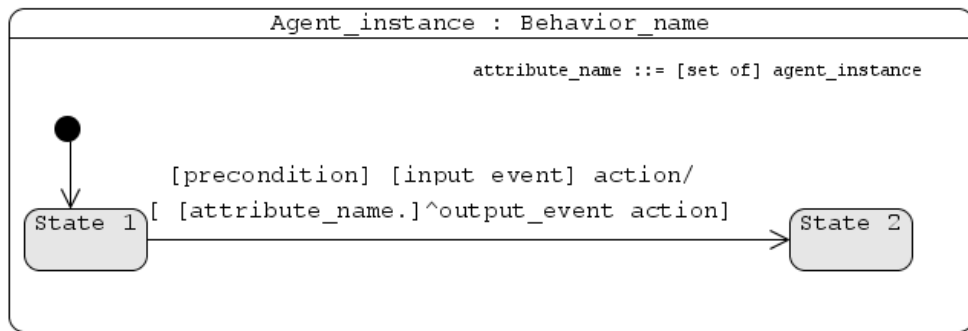 Agent_instance : Behavior_name
attribute_name ::= [set of] agent_instance
[precondition] [input event] action/
[ [attribute_name.]^output_event action]
State 1
State 2